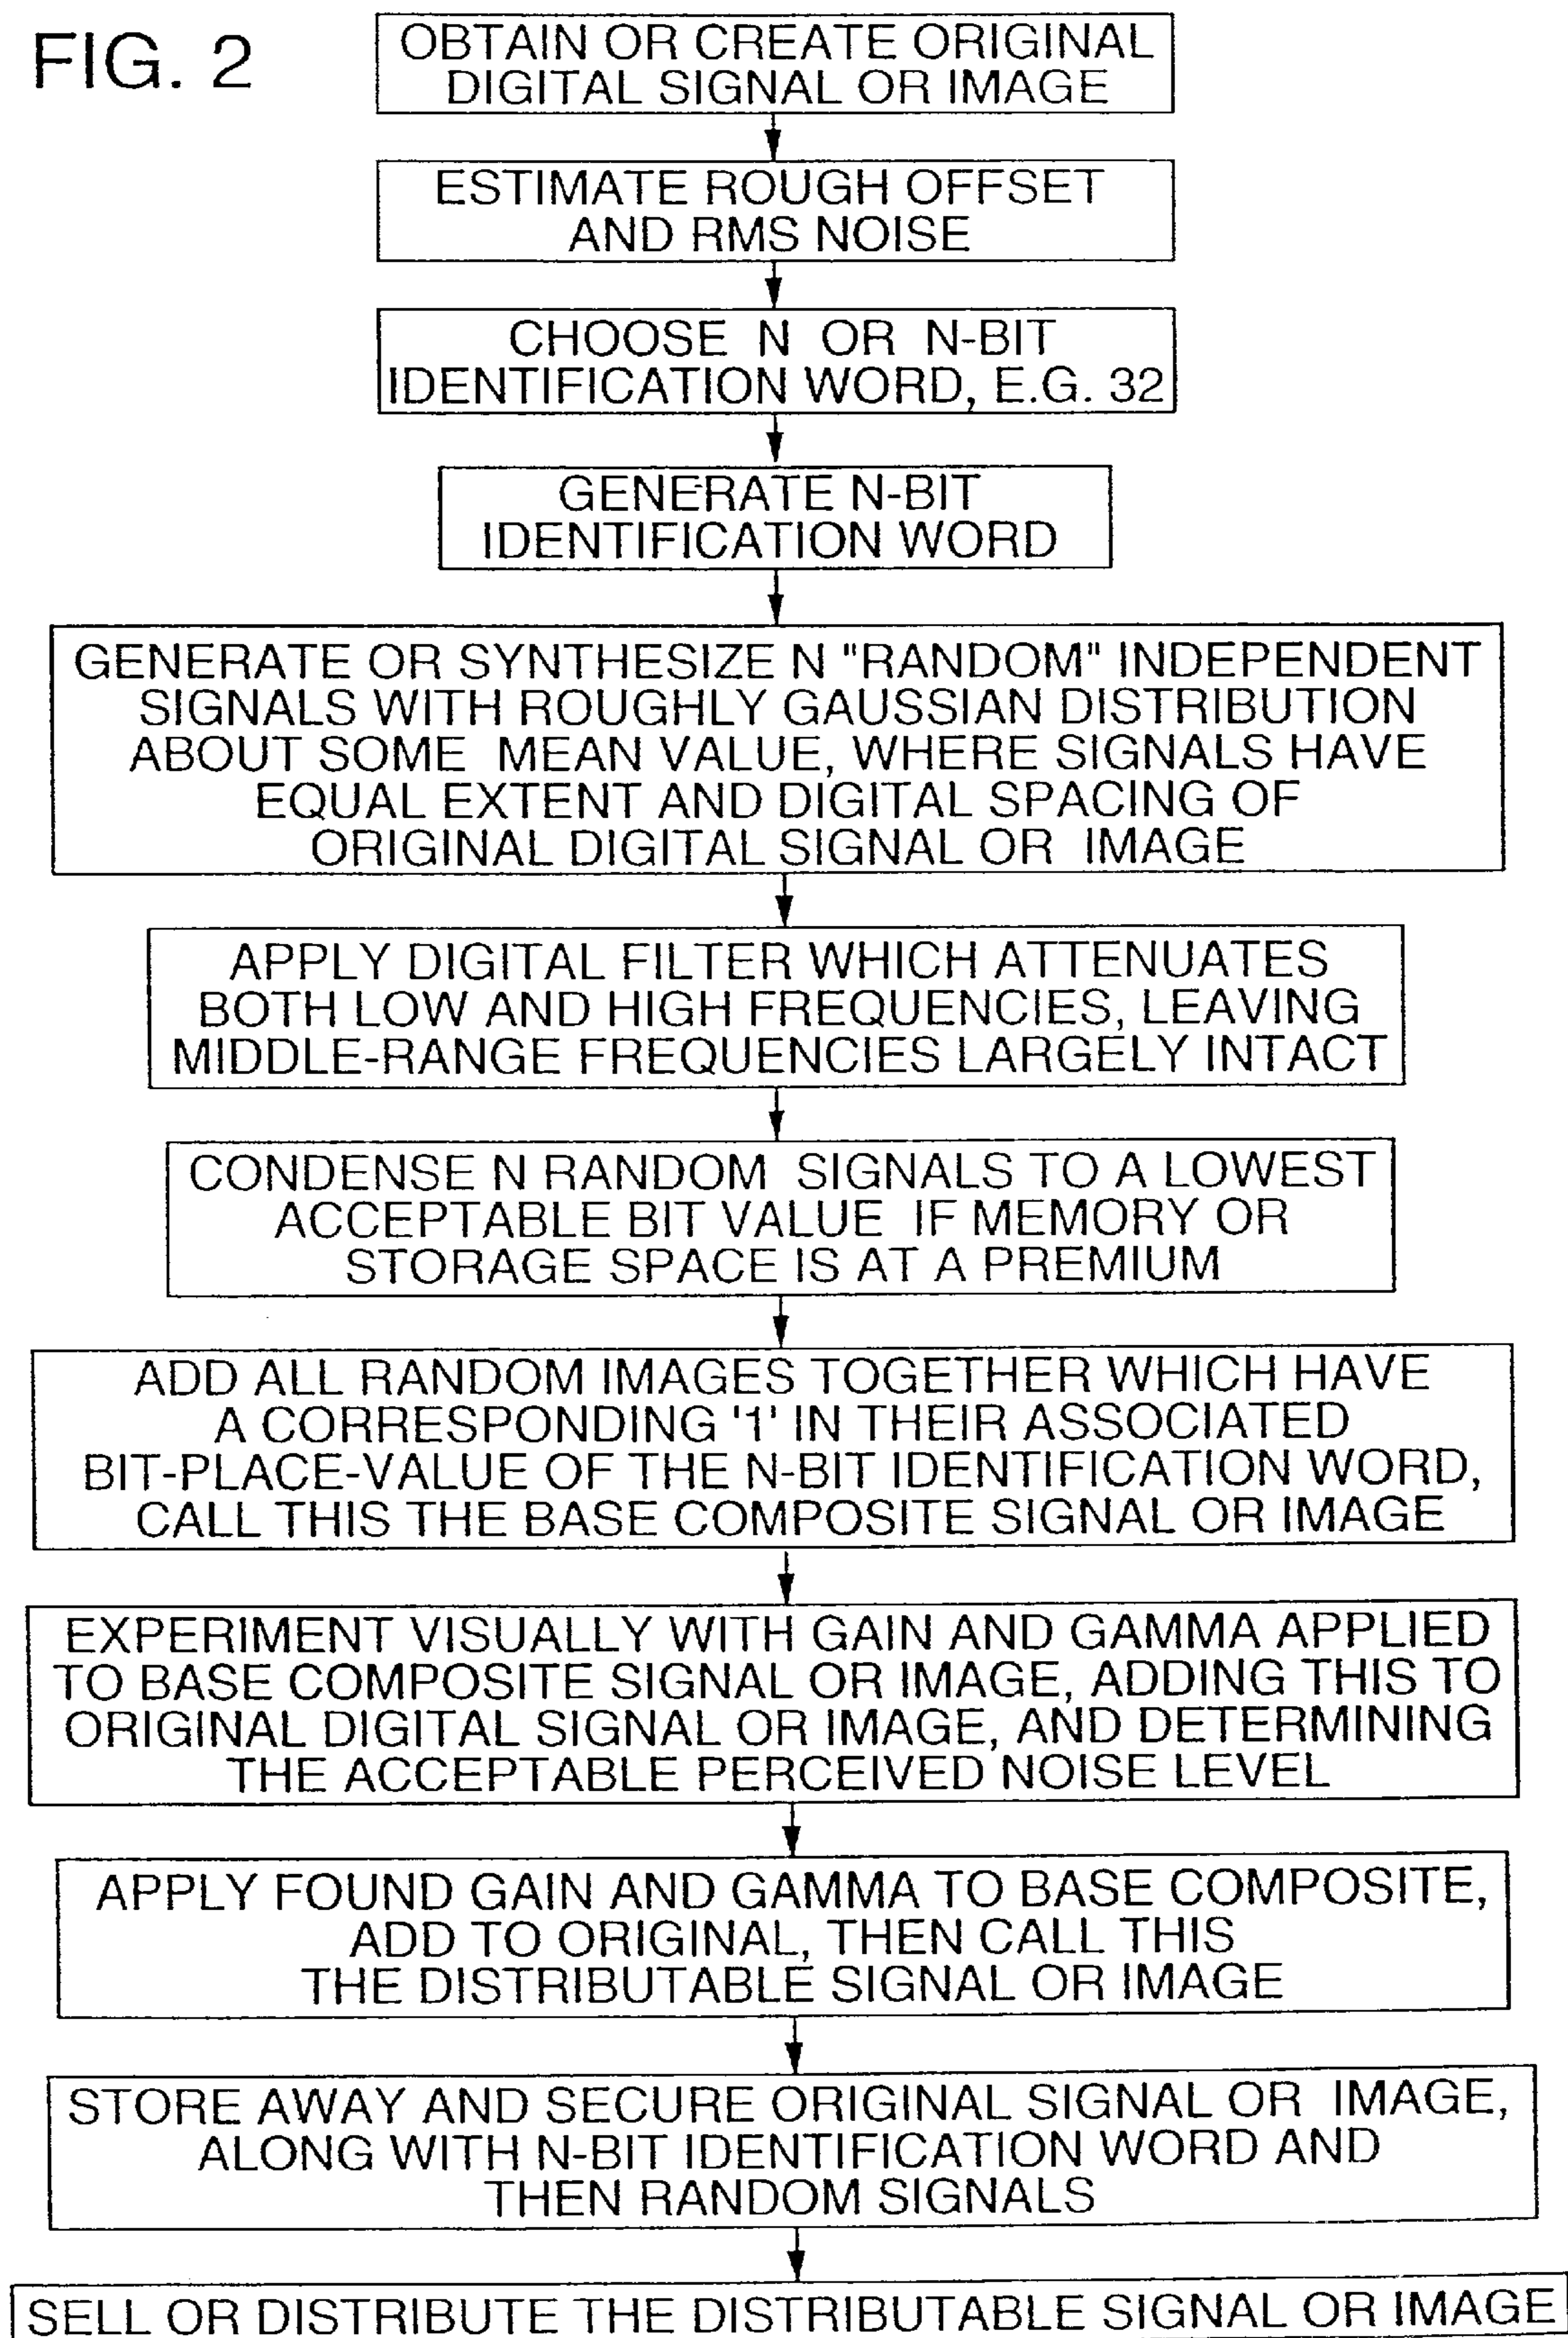 FIG. 2
OBTAIN OR CREATE ORIGINAL
DIGITAL SIGNAL OR IMAGE
ESTIMATE ROUGH OFFSET
AND RMS NOISE
CHOOSE N OR N-BIT
IDENTIFICATION WORD, E.G. 32
GENERATE N-BIT
IDENTIFICATION WORD
GENERATE OR SYNTHESIZE N "RANDOM" INDEPENDENT
SIGNALS WITH ROUGHLY GAUSSIAN DISTRIBUTION
ABOUT SOME MEAN VALUE, WHERE SIGNALS HAVE
EQUAL EXTENT AND DIGITAL SPACING OF
ORIGINAL DIGITAL SIGNAL OR IMAGE
APPLY DIGITAL FILTER WHICH ATTENUATES
BOTH LOW AND HIGH FREQUENCIES, LEAVING
MIDDLE-RANGE FREQUENCIES LARGELY INTACT
CONDENSE N RANDOM SIGNALS TO A LOWEST
ACCEPTABLE BIT VALUE IF MEMORY OR
STORAGE SPACE IS AT A PREMIUM
ADD ALL RANDOM IMAGES TOGETHER WHICH HAVE
A CORRESPONDING '1' IN THEIR ASSOCIATED
BIT-PLACE-VALUE OF THE N-BIT IDENTIFICATION WORD,
CALL THIS THE BASE COMPOSITE SIGNAL OR IMAGE
EXPERIMENT VISUALLY WITH GAIN AND GAMMA APPLIED
TO BASE COMPOSITE SIGNAL OR IMAGE, ADDING THIS TO
ORIGINAL DIGITAL SIGNAL OR IMAGE, AND DETERMINING
THE ACCEPTABLE PERCEIVED NOISE LEVEL
APPLY FOUND GAIN AND GAMMA TO BASE COMPOSITE,
ADD TO ORIGINAL, THEN CALL THIS
THE DISTRIBUTABLE SIGNAL OR IMAGE
STORE AWAY AND SECURE ORIGINAL SIGNAL OR IMAGE,
ALONG WITH N-BIT IDENTIFICATION WORD AND
THEN RANDOM SIGNALS
SELL OR DISTRIBUTE THE DISTRIBUTABLE SIGNAL OR IMAGE